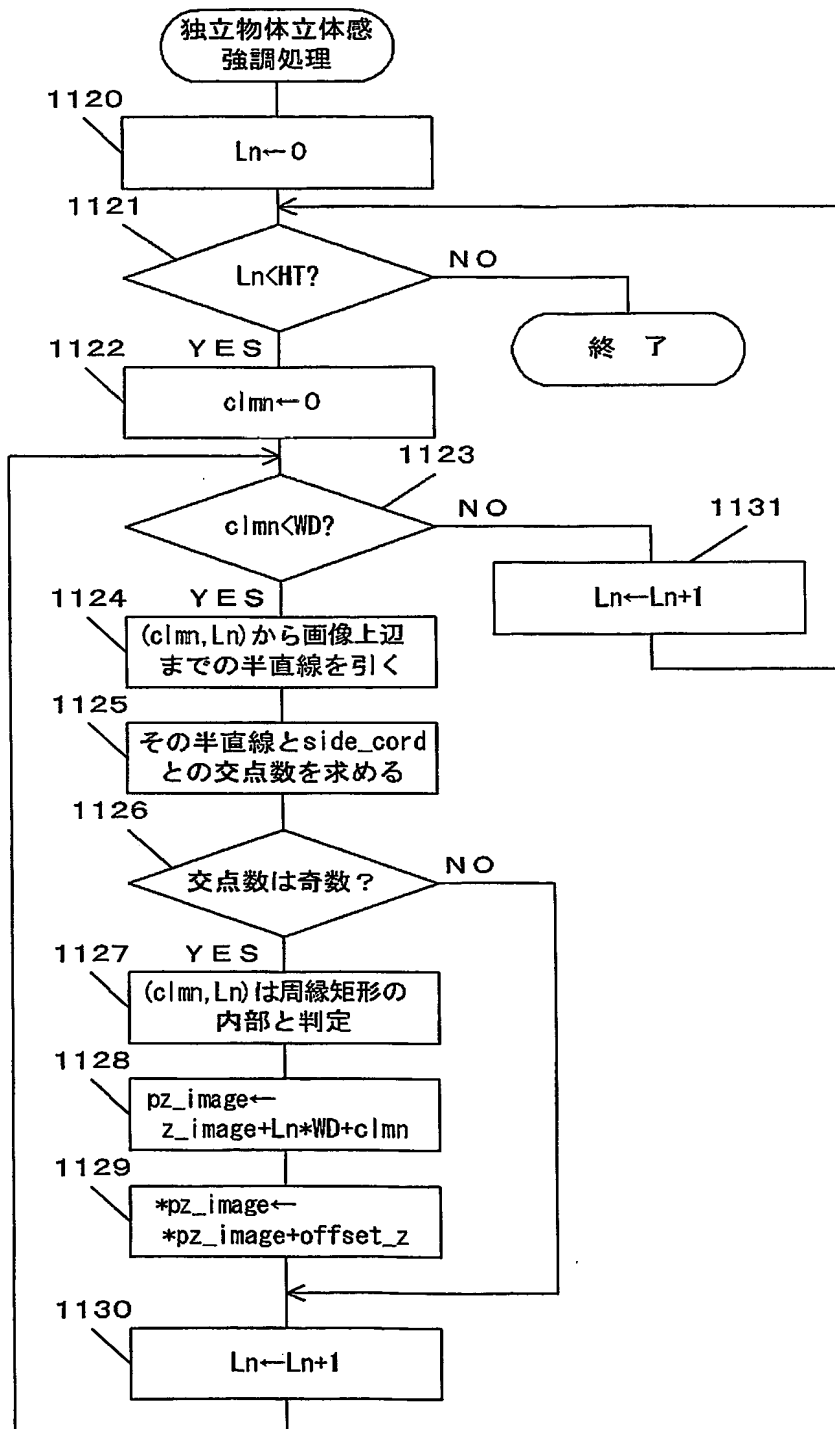 独立物体立体感
強調処理
1120
Ln←0
1121
Ln<HT?
NO
終 了
YES
1122
clmn←0
1123
clmn<WD?
NO
1131
Ln←Ln+1
YES
1124
(clmn,Ln)から画像上辺
までの半直線を引く
1125
その半直線とside_cord
との交点数を求める
1126
交点数は奇数?
NO
YES
1127
(clmn,Ln)は周縁矩形の
内部と判定
1128
pz_image←
z_image+Ln*WD+clmn
1129
*pz_image←
*pz_image+offset_z
1130
Ln←Ln+1